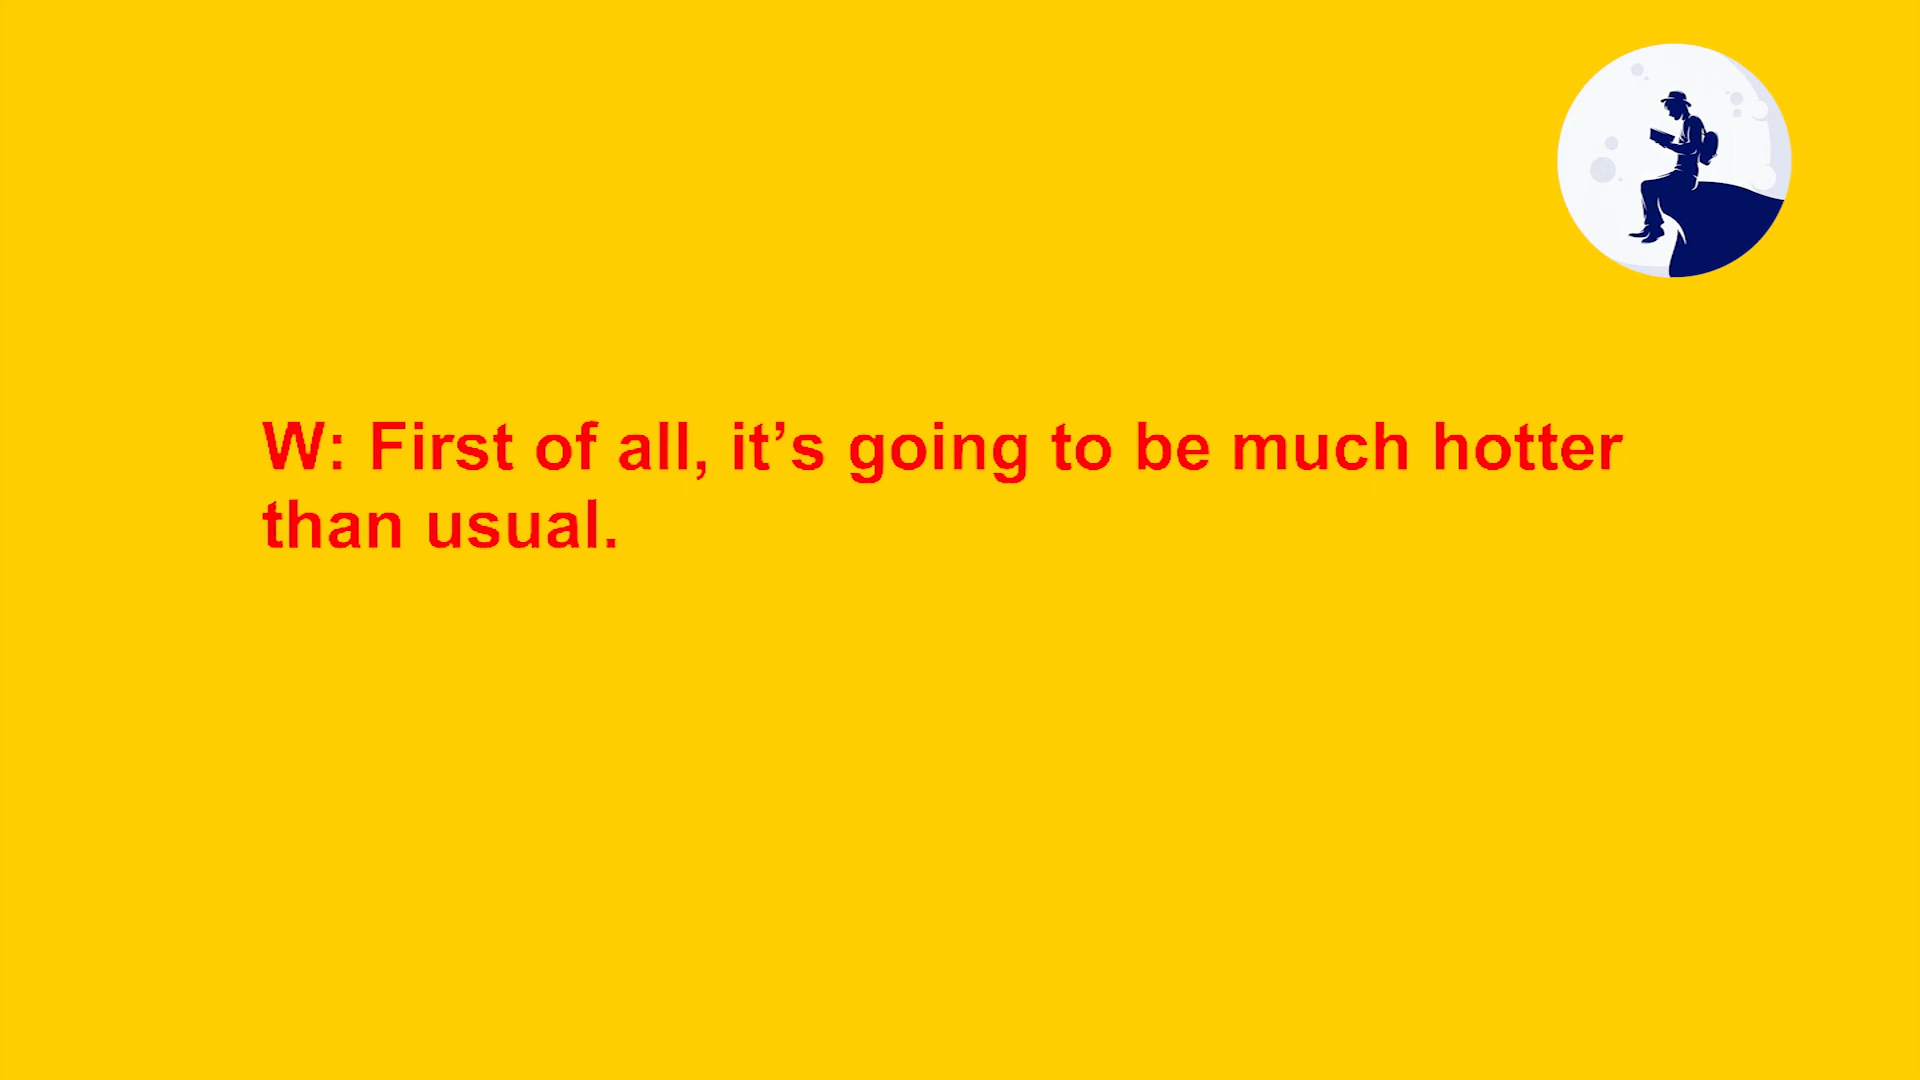 W: First of all, it’s going to be much hotter
than usual.